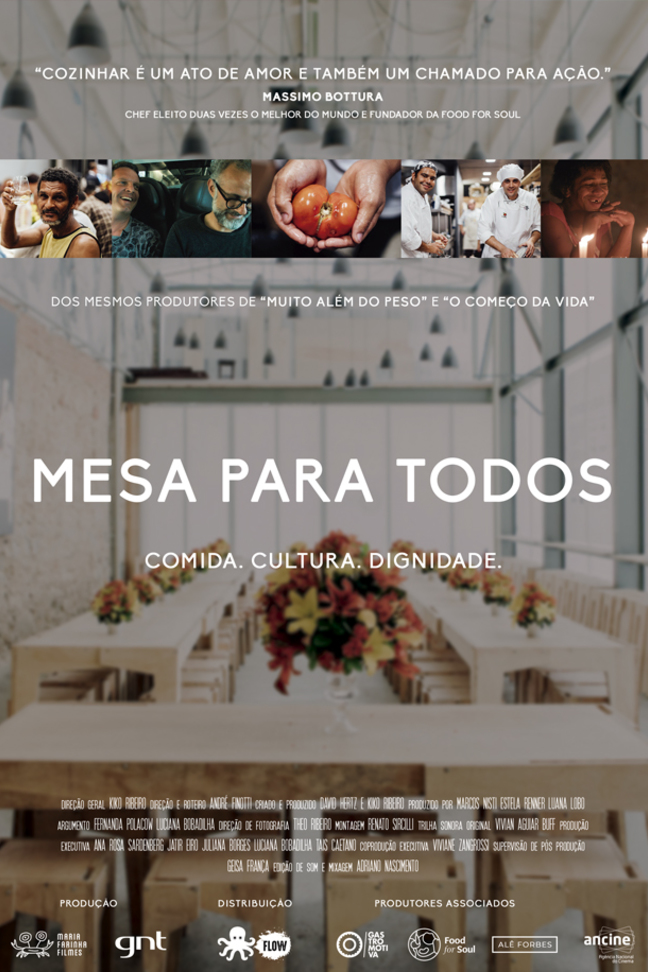 “COZINHAR É UM ATO DE AMOR E TAMBÉM UM CHAMADO PARA AÇÃO.”
MASSIMO BOTTURA
CHEF ELEITO DUAS VEZES O MELHOR DO MUNDO E FUNDADOR DA FOOD FOR SOUL
DOS MESMOS PRODUTORES DE “MUITO ALÉM DO PESO” E “O COMEÇO DA VIDA”
MESA PARA TODOS
COMIDA. CULTURA. DIGNIDADE.
DIREÇÃO GERAL KIKO RIBEIRO DIREÇÃO E ROTEIRO ANDRÉ FINOTTI CRIADO E PRODUZIDO DAVID HERTZ E KIKO RIBEIRO PRODUZIDO POR MARCOS NISTI ESTELA RENNER LUANA LOBO
ARGUMENTO FERNANDA POLACOW LUCIANA BOBADILHA DIREÇÃO DE FOTOGRAFIA THEO RIBEIRO MONTAGEM RENATO SIRCILLI TRILHA SONORA ORIGINAL VIVIAN AGUIAR BUFF PRODUÇÃO
EXECUTIVA ANA ROSA SARDENBERG JATIR EIRO JULIANA BORGES LUCIANA BOBADILHA TAIS CAETANO COPRODUÇÃO EXECUTIVA VIVIANE ZANGROSSI SUPERVISÃO DE PÓS PRODUÇÃO
GEISA FRANÇA EDIÇÃO DE SOM E MIXAGEM ADRIANO NASCIMENTO
PRODUÇÃO DISTRIBUIÇÃO PRODUTORES ASSOCIADOS
MARIA FARINHA FILMES
gnt
FLOW
GASTROMOTIVA
Food for Soul
ALÊ FORBES
ancine
Agência Nacional do Cinema